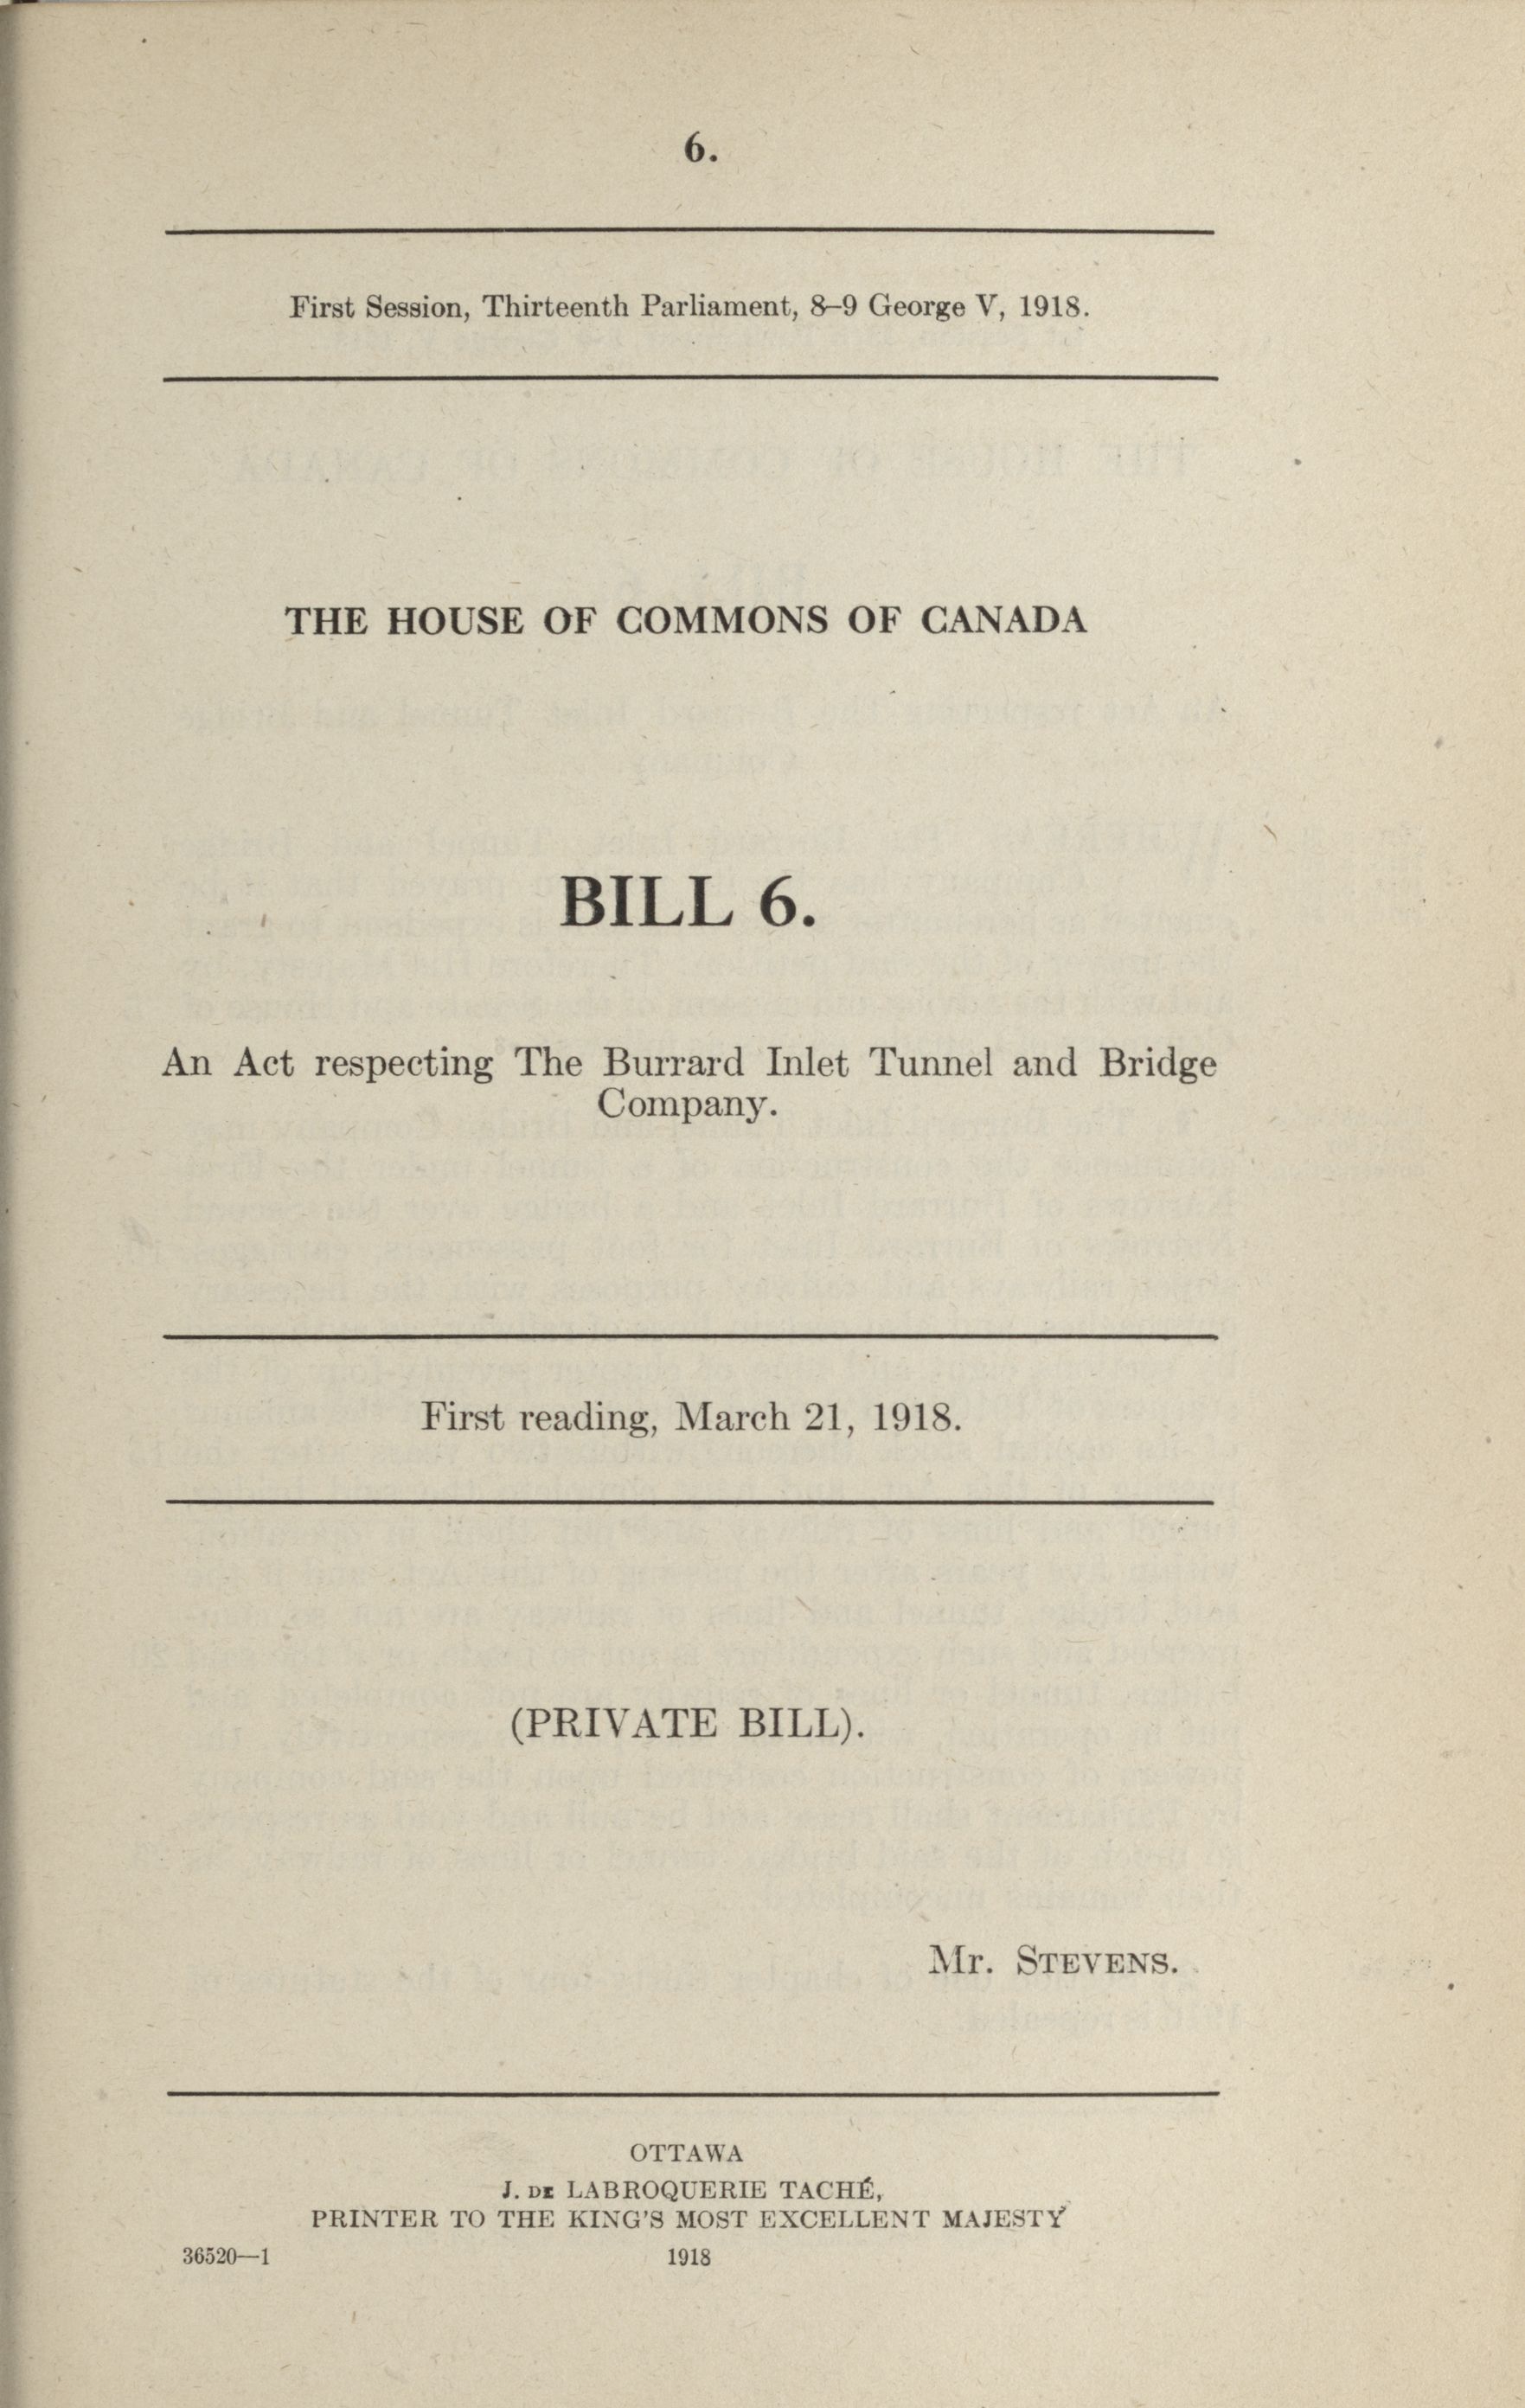 6.
First Session, Thirteenth Parliament, 8–9 George V, 1918.
THE HOUSE OF COMMONS OF CANADA
BILL 6.
An Act respecting The Burrard Inlet Tunnel and Bridge
Company.
First reading, March 21, 1918.
(PRIVATE BILL).
Mr. STEVENS.
OTTAWA
J. DE LABROQUERIE TACHÉ,
PRINTER TO THE KING'S MOST EXCELLENT MAJESTY
36520—1 1918